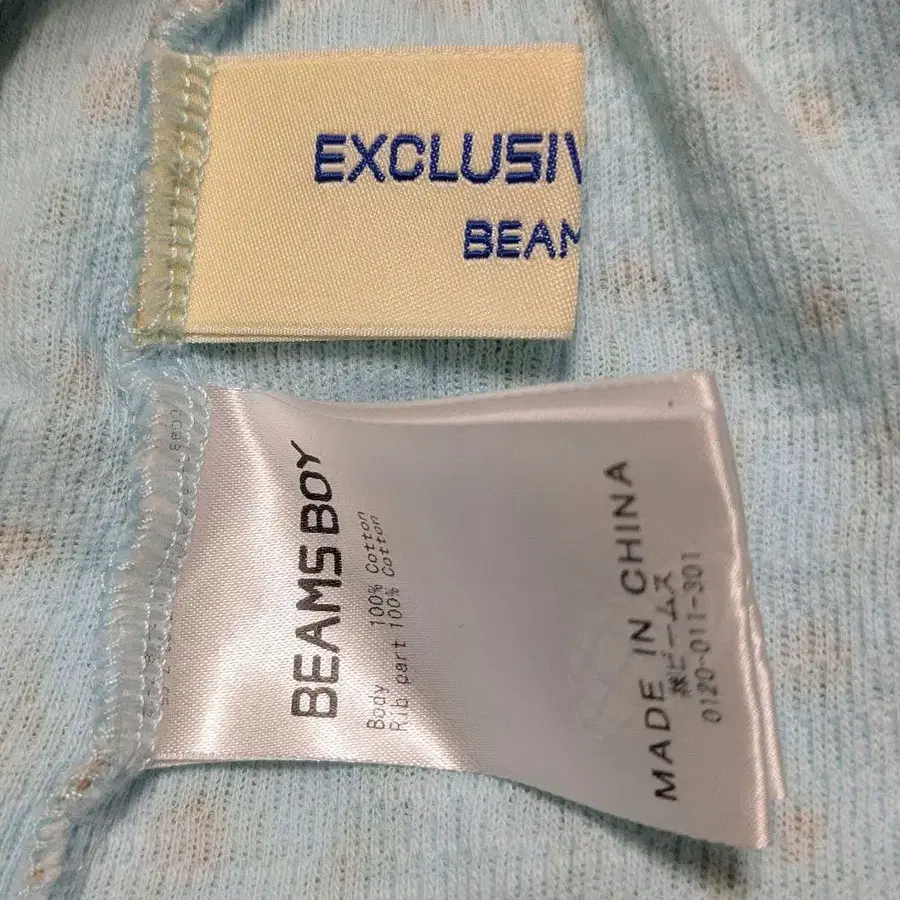 EXCLUSIV
BEAM
BEAMS BOY
Body 100% Cotton
Rib part 100% Cotton
MADE IN CHINA
㈱ビームス
0120-011-301